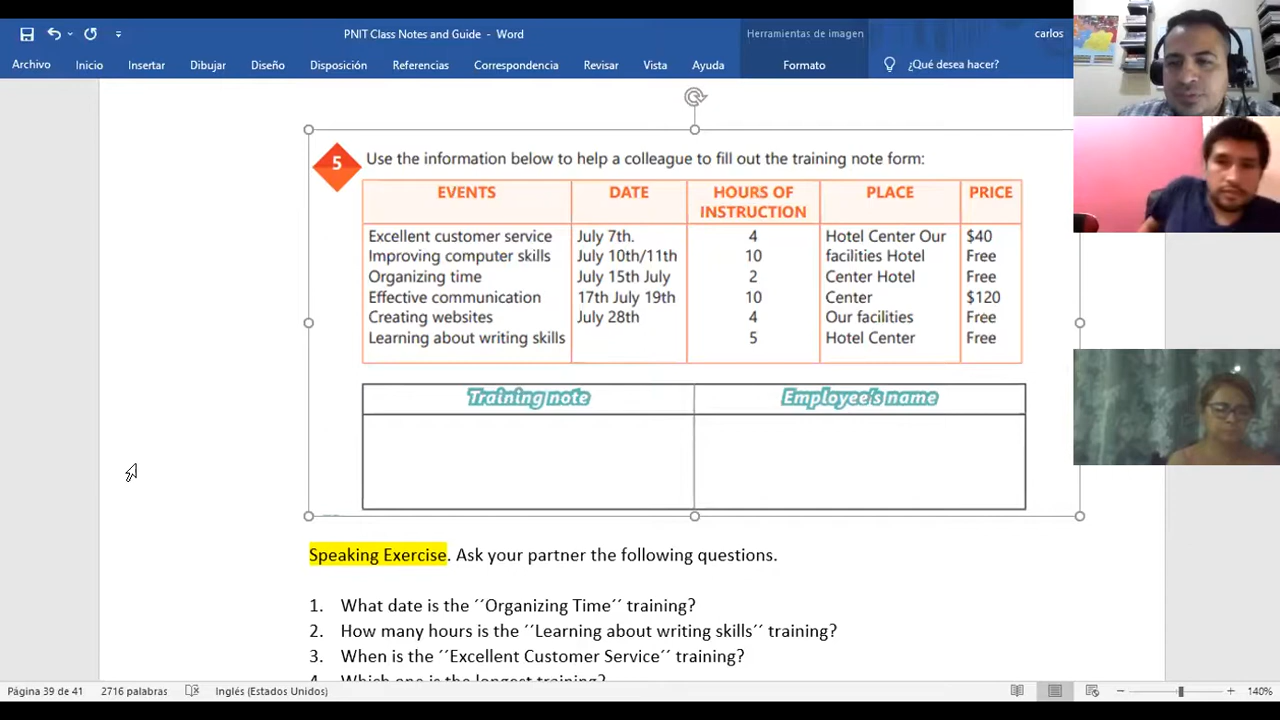 PNIT Class Notes and Guide - Word
Herramientas de imagen
carlos
Archivo Inicio Insertar Dibujar Diseño Disposición Referencias Correspondencia Revisar Vista Ayuda Formato ¿Qué desea hacer?
5 Use the information below to help a colleague to fill out the training note form:
EVENTS DATE HOURS OF INSTRUCTION PLACE PRICE
Excellent customer service July 7th. 4 Hotel Center Our $40
Improving computer skills July 10th/11th 10 facilities Hotel Free
Organizing time July 15th July 2 Center Hotel Free
Effective communication 17th July 19th 10 Center $120
Creating websites July 28th 4 Our facilities Free
Learning about writing skills 5 Hotel Center Free
Training note Employee's name
Speaking Exercise. Ask your partner the following questions.
1. What date is the ´´Organizing Time´´ training?
2. How many hours is the ´´Learning about writing skills´´ training?
3. When is the ´´Excellent Customer Service´´ training?
4. Which one is the longest training?
Página 39 de 41 2716 palabras Inglés (Estados Unidos) 140%